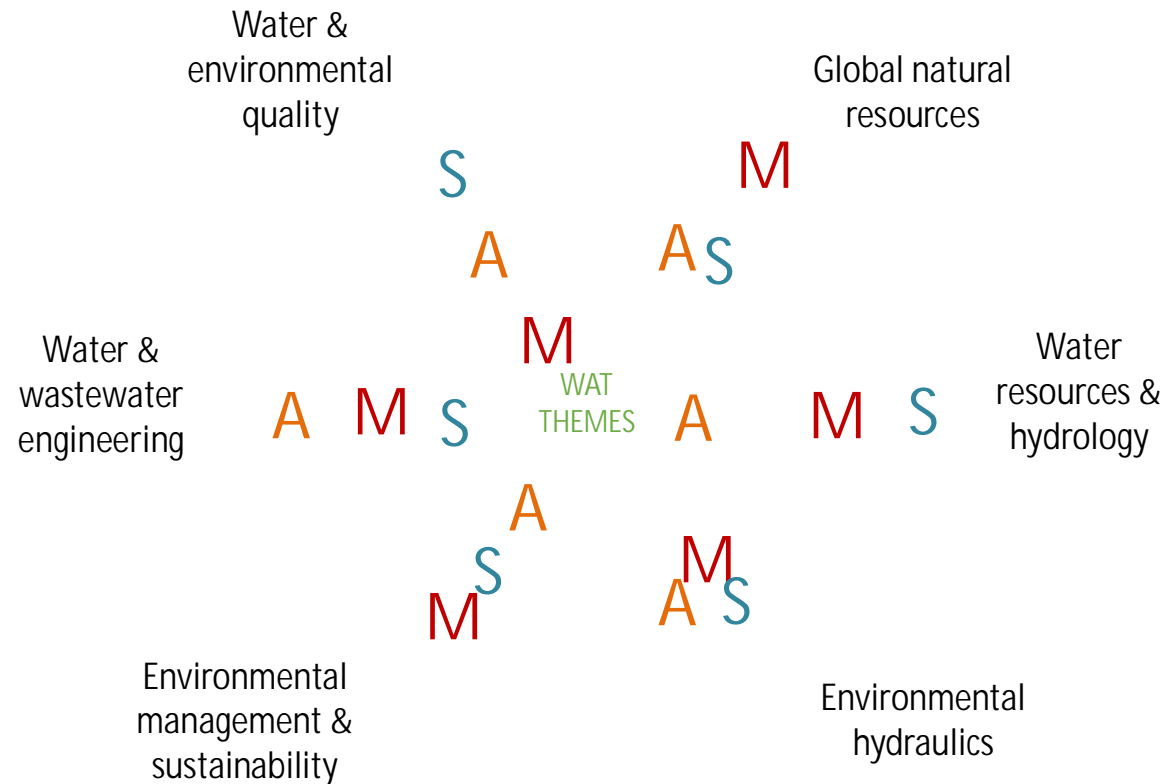 Water &
environmental
quality
Global natural
resources
S
M
A
A S
M
Water &
wastewater
engineering
A M S
WAT
THEMES
A M S
Water
resources &
hydrology
A
S
M
M
A S
Environmental
management &
sustainability
Environmental
hydraulics